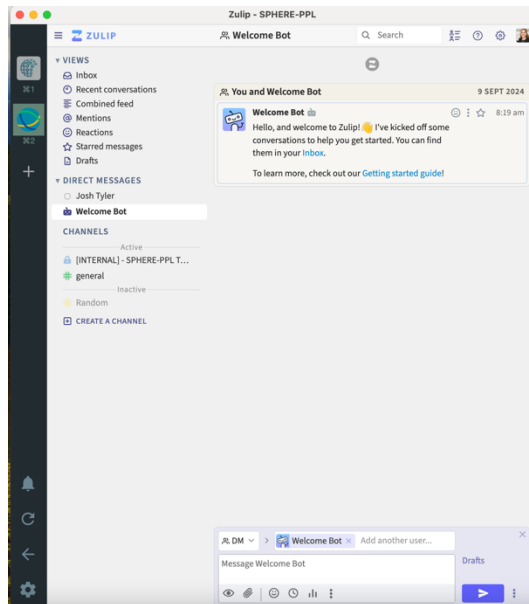 Zulip - SPHERE-PPL
ZULIP
Welcome Bot
Search
⌘1
⌘2
VIEWS
Inbox
Recent conversations
Combined feed
Mentions
Reactions
Starred messages
Drafts
DIRECT MESSAGES
Josh Tyler
Welcome Bot
CHANNELS
Active
[INTERNAL] - SPHERE-PPL T...
general
Inactive
Random
CREATE A CHANNEL
You and Welcome Bot
9 SEPT 2024
Welcome Bot
8:19 am
Hello, and welcome to Zulip! 👋 I've kicked off some
conversations to help you get started. You can find
them in your Inbox.
To learn more, check out our Getting started guide!
DM > Welcome Bot × Add another user...
Message Welcome Bot
Drafts